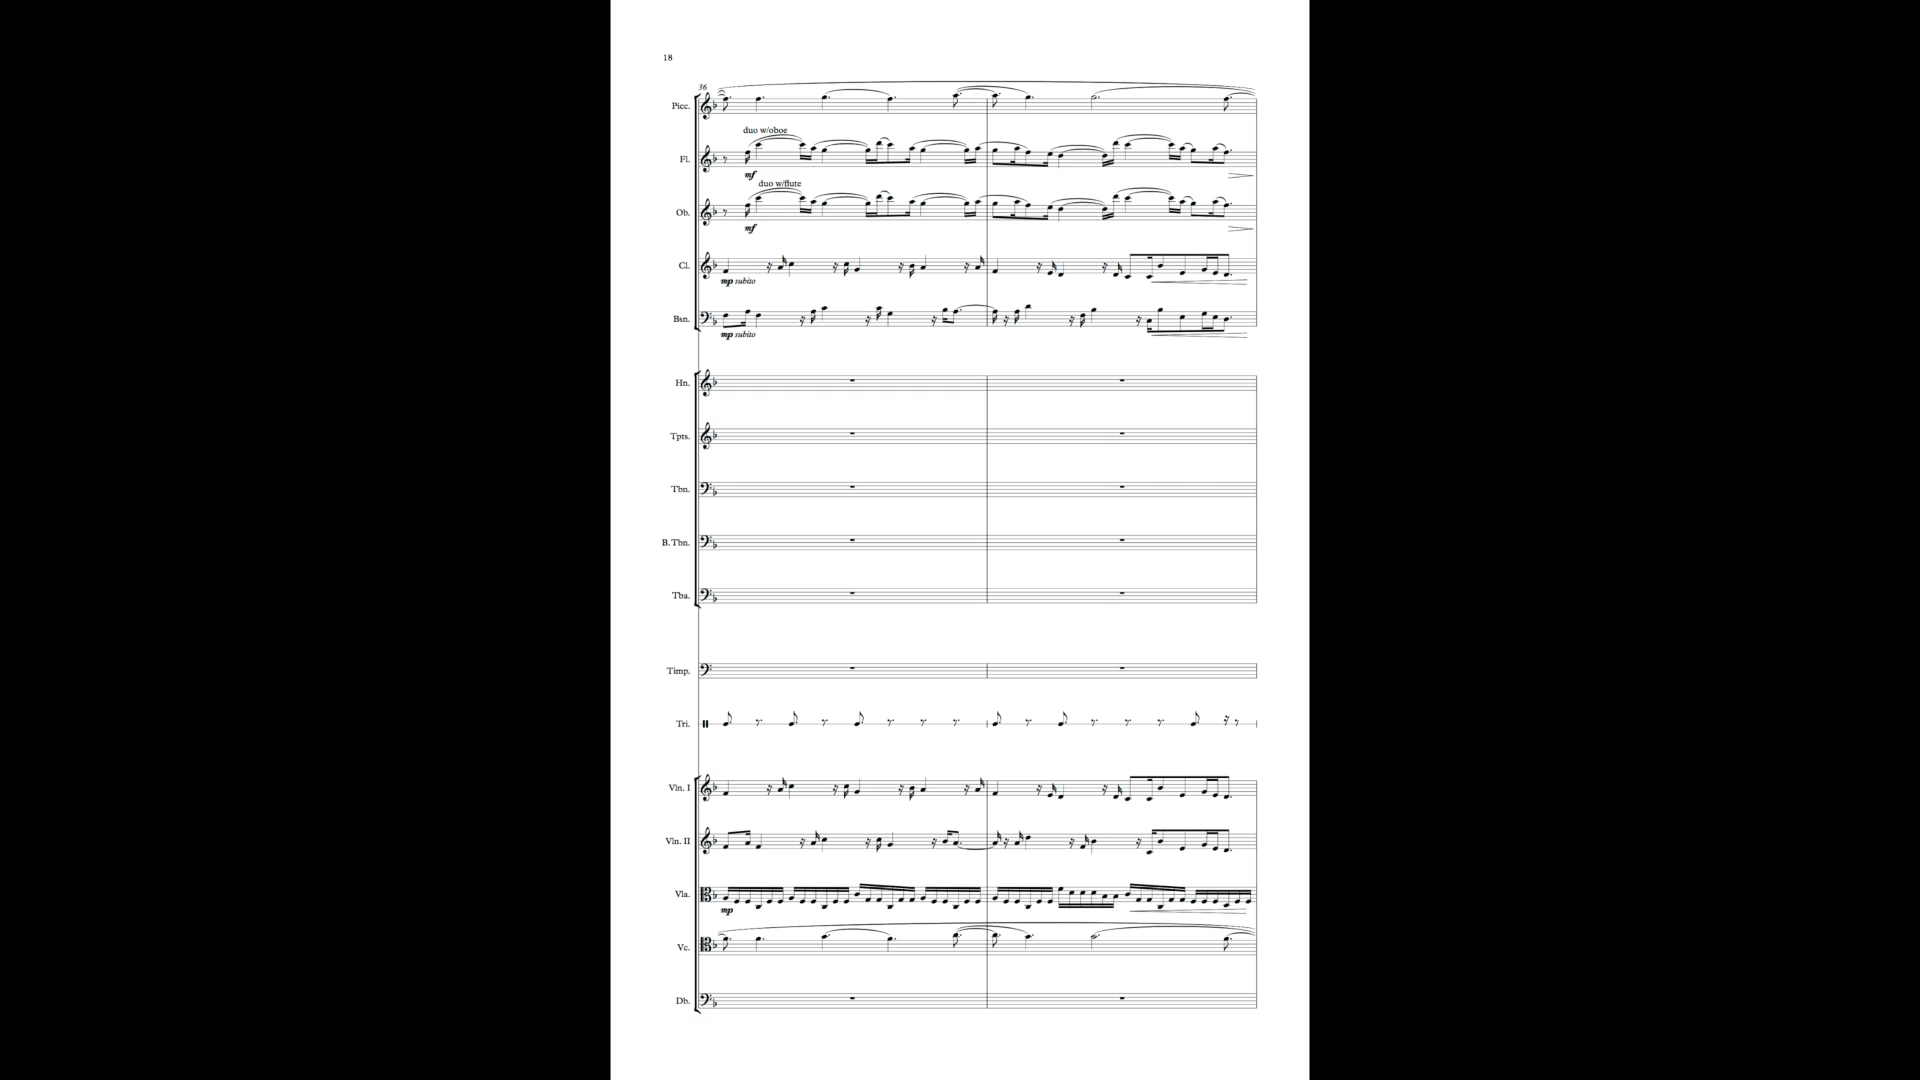 18
36
Picc.
duo w/oboe
Fl.
mf
duo w/flute
Ob.
mf
Cl.
mp subito
Bsn.
mp subito
Hn.
Tpts.
Tbn.
B. Tbn.
Tba.
Timp.
Tri.
Vln. I
Vln. II
Vla.
mp
Vc.
Db.